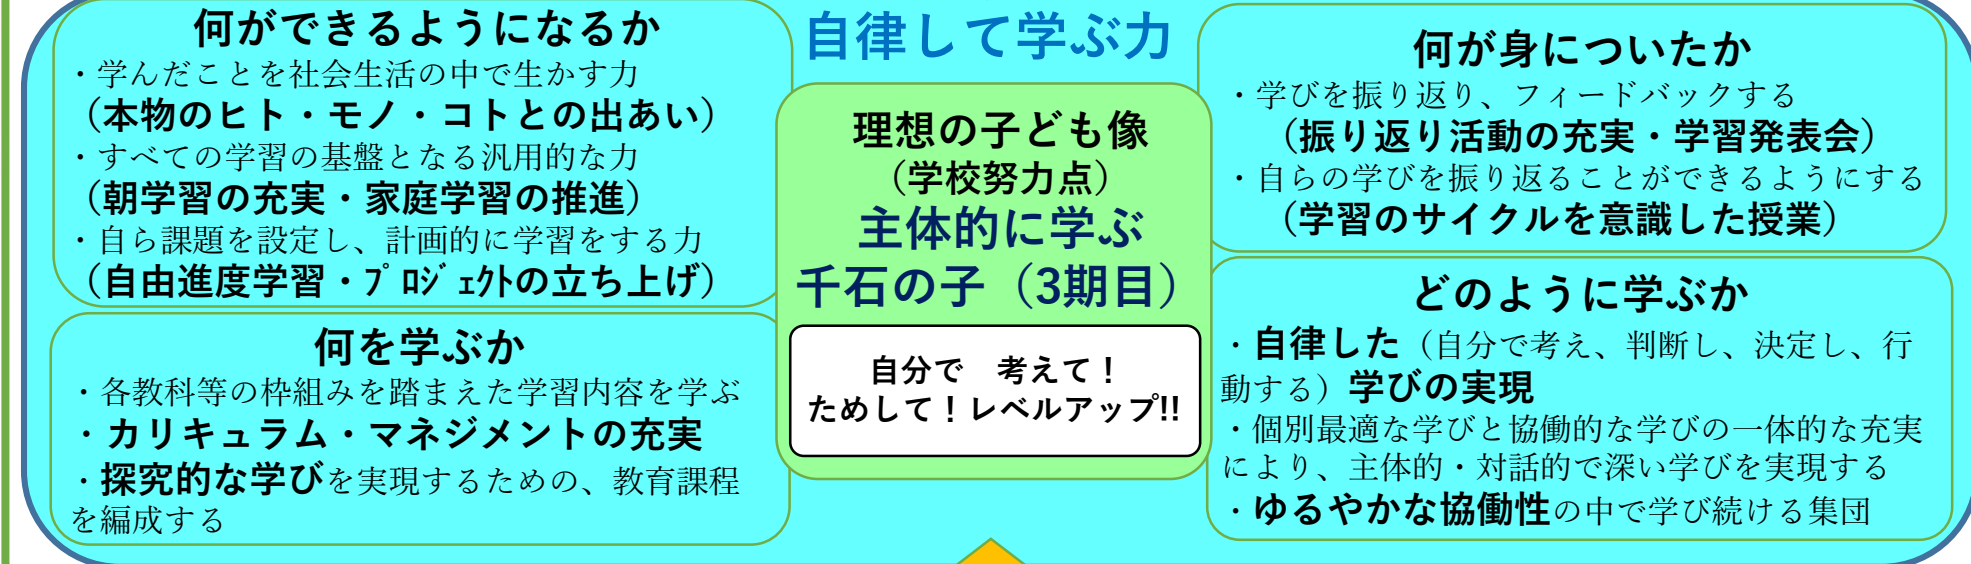 何ができるようになるか
・学んだことを社会生活の中で生かす力
（本物のヒト・モノ・コトとの出あい）
・すべての学習の基盤となる汎用的な力
（朝学習の充実・家庭学習の推進）
・自ら課題を設定し、計画的に学習をする力
（自由進度学習・ﾌﾟﾛｼﾞｪｸﾄの立ち上げ）
何を学ぶか
・各教科等の枠組みを踏まえた学習内容を学ぶ
・カリキュラム・マネジメントの充実
・探究的な学びを実現するための、教育課程
を編成する
自律して学ぶ力
理想の子ども像
（学校努力点）
主体的に学ぶ
千石の子（3期目）
自分で　考えて！
ためして！レベルアップ!!
何が身についたか
・学びを振り返り、フィードバックする
（振り返り活動の充実・学習発表会）
・自らの学びを振り返ることができるようにする
（学習のサイクルを意識した授業）
どのように学ぶか
・自律した（自分で考え、判断し、決定し、行
動する）学びの実現
・個別最適な学びと協働的な学びの一体的な充実
により、主体的・対話的で深い学びを実現する
・ゆるやかな協働性の中で学び続ける集団